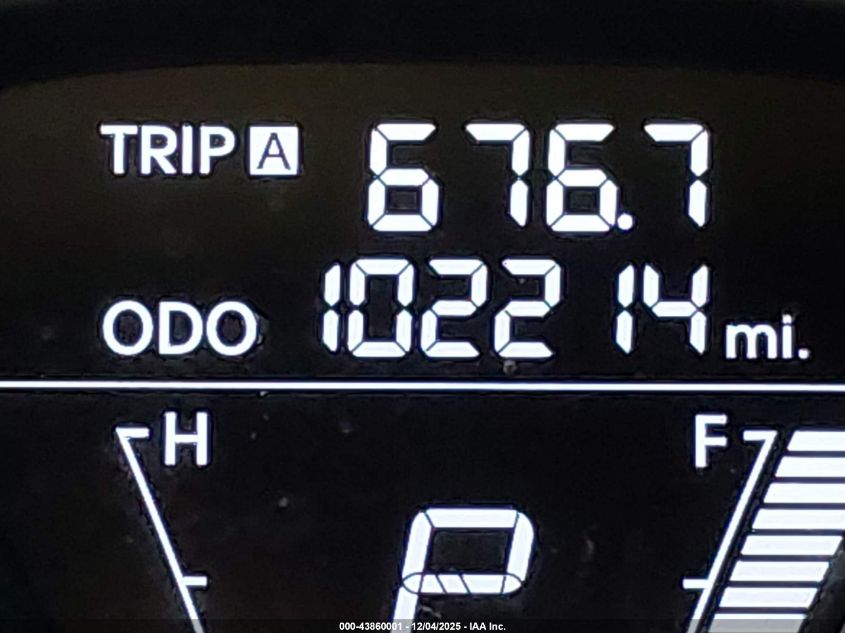 TRIP A 676.7
ODO 102214 mi.
H F
P
000-43860001 - 12/04/2025 - IAA Inc.